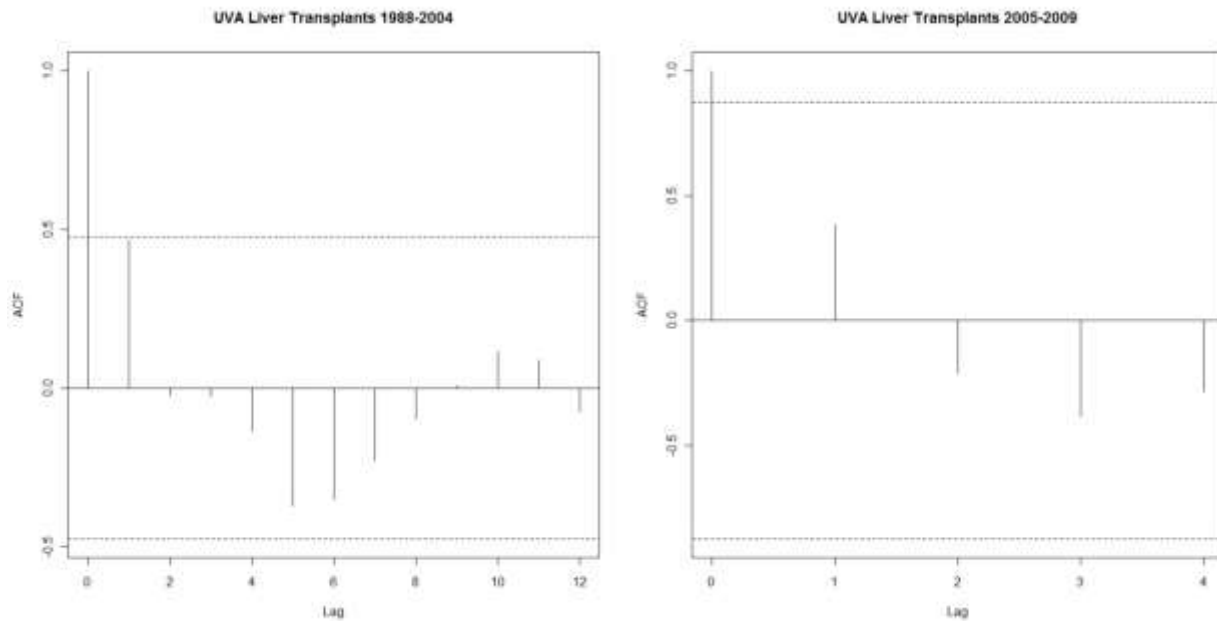 UVA Liver Transplants 1988-2004
ACF
1.0
0.5
0.0
-0.5
0 2 4 6 8 10 12
Lag
UVA Liver Transplants 2005-2009
ACF
1.0
0.5
0.0
-0.5
0 1 2 3 4
Lag